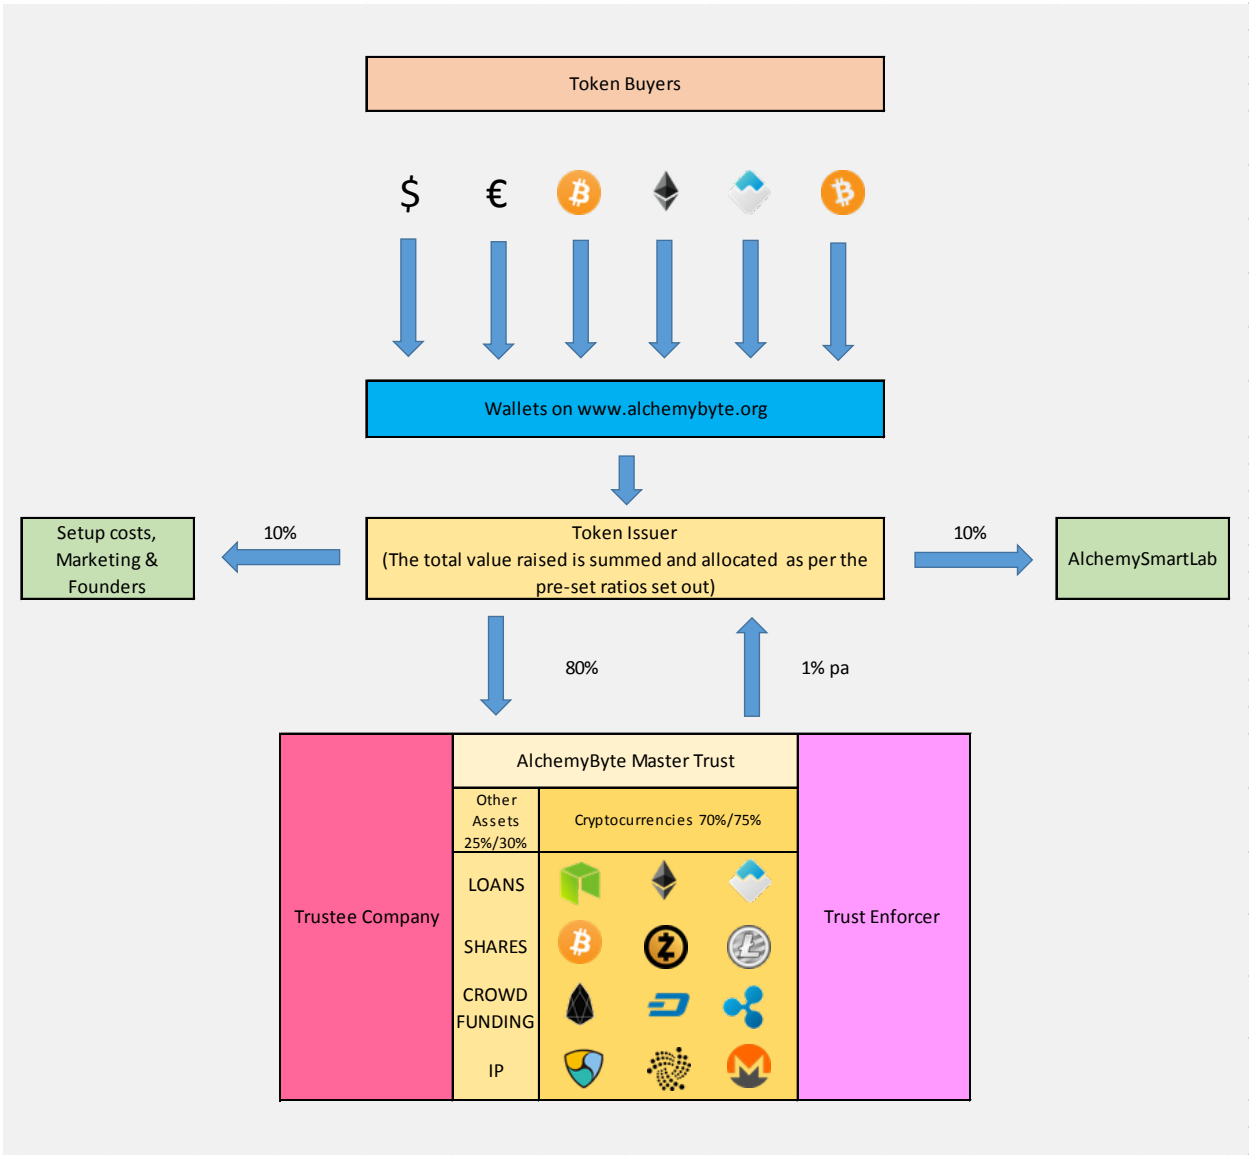 Token Buyers
$ €
Wallets on www.alchemybyte.org
Setup costs,
Marketing &
Founders
10%
Token Issuer
(The total value raised is summed and allocated as per the
pre-set ratios set out)
10%
AlchemySmartLab
80%
1% pa
Trustee Company
AlchemyByte Master Trust
Other
Assets
25%/30%
Cryptocurrencies 70%/75%
LOANS
SHARES
CROWD
FUNDING
IP
Trust Enforcer